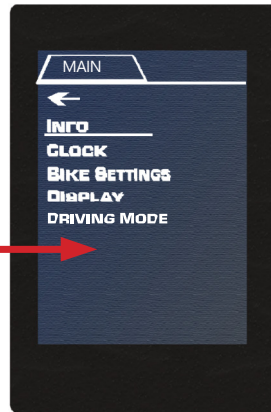 MAIN
INFO
CLOCK
BIKE SETTINGS
DISPLAY
DRIVING MODE